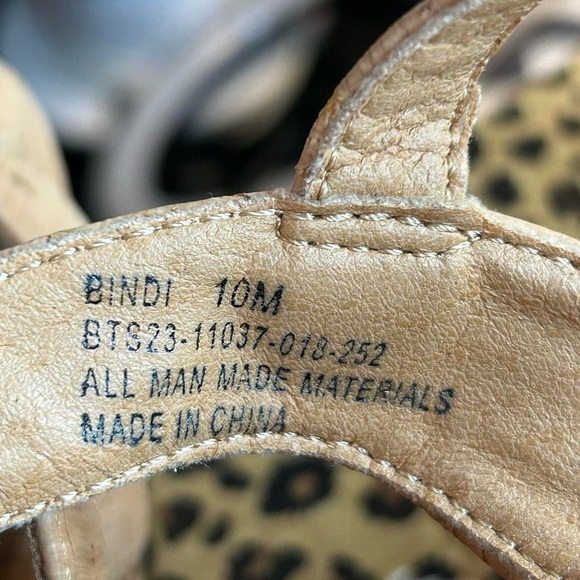 BINDI 10M
BTS23-11037-018-252
ALL MAN MADE MATERIALS
MADE IN CHINA